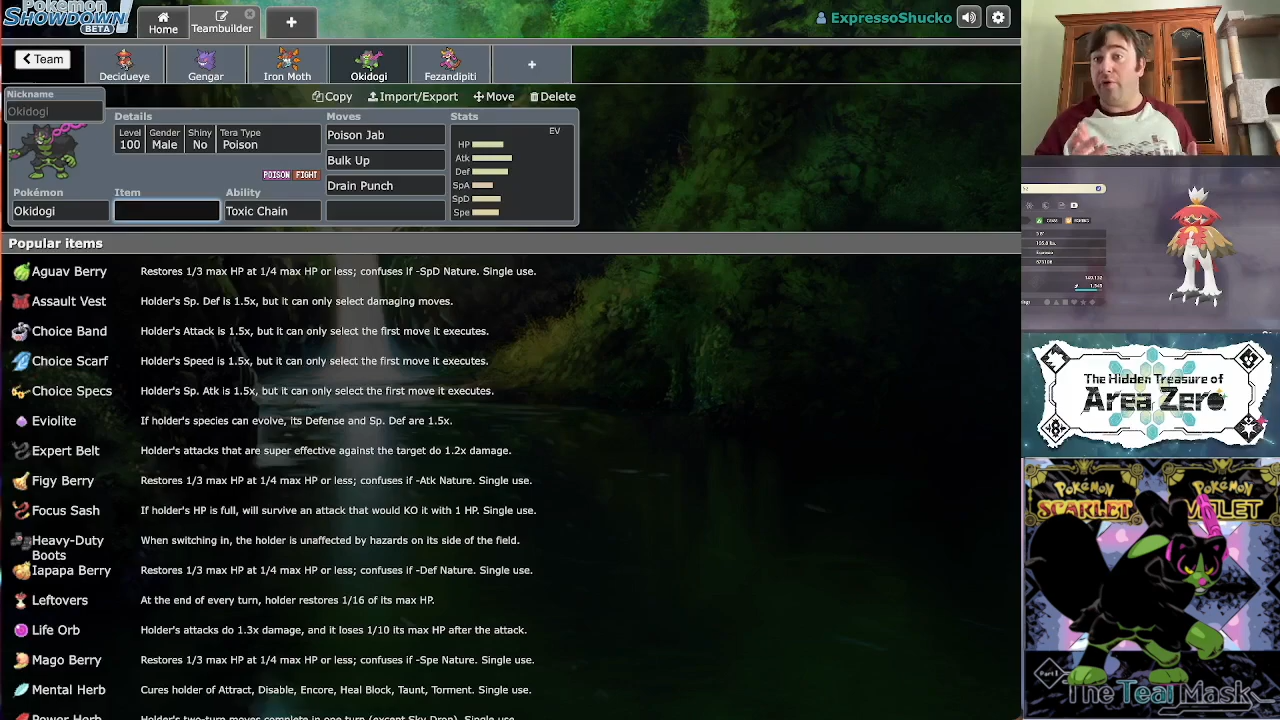 Pokémon
SHOWDOWN!
BETA
Home
Teambuilder
ExpressoShucko
Team
Decidueye
Gengar
Iron Moth
Okidogi
Fezandipiti
Nickname
Okidogi
Copy
Import/Export
Move
Delete
Details
Level
100
Gender
Male
Shiny
No
Tera Type
Poison
POISON FIGHT
Pokémon
Okidogi
Item
Ability
Toxic Chain
Moves
Poison Jab
Bulk Up
Drain Punch
Stats
EV
HP
Atk
Def
SpA
SpD
Spe
Popular items
Aguav Berry Restores 1/3 max HP at 1/4 max HP or less; confuses if -SpD Nature. Single use.
Assault Vest Holder's Sp. Def is 1.5x, but it can only select damaging moves.
Choice Band Holder's Attack is 1.5x, but it can only select the first move it executes.
Choice Scarf Holder's Speed is 1.5x, but it can only select the first move it executes.
Choice Specs Holder's Sp. Atk is 1.5x, but it can only select the first move it executes.
Eviolite If holder's species can evolve, its Defense and Sp. Def are 1.5x.
Expert Belt Holder's attacks that are super effective against the target do 1.2x damage.
Figy Berry Restores 1/3 max HP at 1/4 max HP or less; confuses if -Atk Nature. Single use.
Focus Sash If holder's HP is full, will survive an attack that would KO it with 1 HP. Single use.
Heavy-Duty Boots When switching in, the holder is unaffected by hazards on its side of the field.
Iapapa Berry Restores 1/3 max HP at 1/4 max HP or less; confuses if -Def Nature. Single use.
Leftovers At the end of every turn, holder restores 1/16 of its max HP.
Life Orb Holder's attacks do 1.3x damage, and it loses 1/10 its max HP after the attack.
Mago Berry Restores 1/3 max HP at 1/4 max HP or less; confuses if -Spe Nature. Single use.
Mental Herb Cures holder of Attract, Disable, Encore, Heal Block, Taunt, Torment. Single use.
Power Herb Holder's two-turn moves complete in one turn (except Sky Drop). Single use.
The Hidden Treasure of
Area Zero
POKÉMON
SCARLET
POKÉMON
VIOLET
Part 1
The Teal Mask